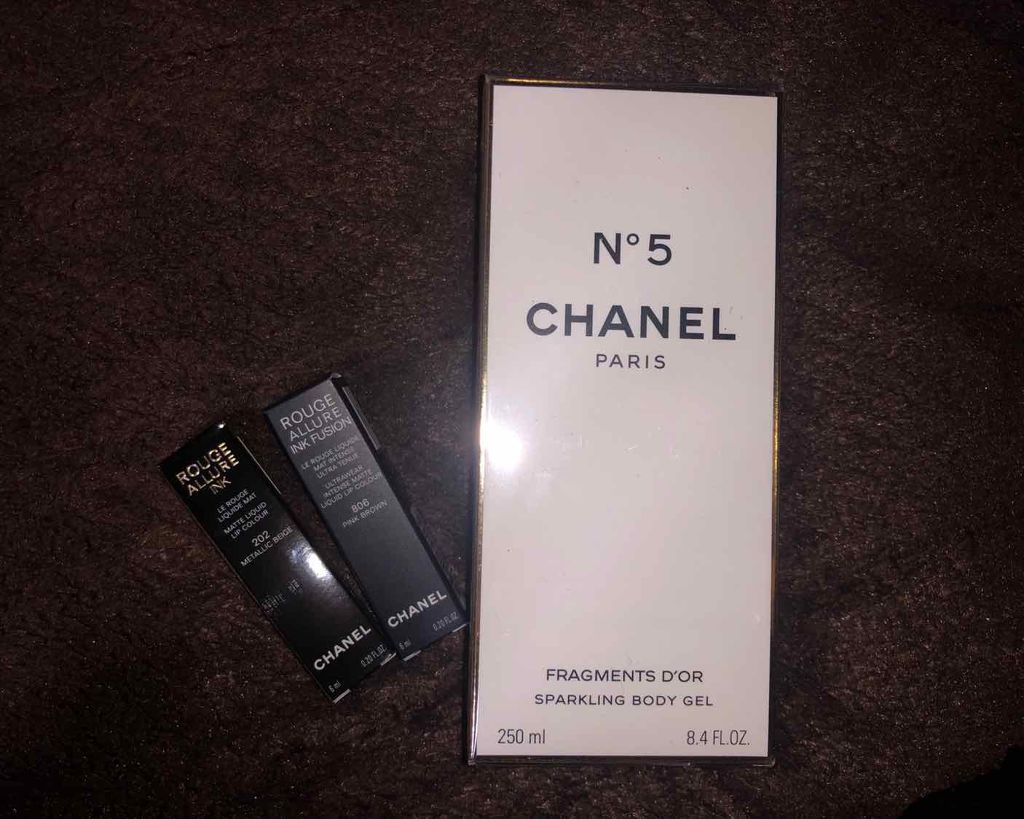 ROUGE
ALLURE
INK
LE ROUGE
LIQUIDE MAT
MATTE LIQUID
LIP COLOUR
202
METALLIC BEIGE
CHANEL
6 ml
0.20 FL.OZ.
ROUGE
ALLURE
INK FUSION
LE ROUGE LIQUIDE
MAT INTENSE
ULTRA TENUE
ULTRAWEAR
INTENSE MATTE
LIQUID LIP COLOUR
806
PINK BROWN
CHANEL
6 ml
0.20 FL.OZ.
N°5
CHANEL
PARIS
FRAGMENTS D'OR
SPARKLING BODY GEL
250 ml
8.4 FL.OZ.